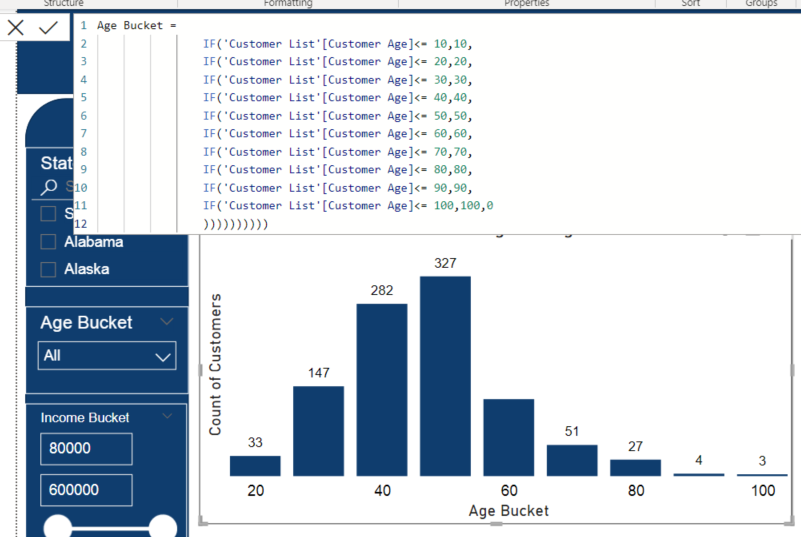 Structure Formatting Properties Sort Groups
1 Age Bucket =
2 IF('Customer List'[Customer Age]<= 10,10,
3 IF('Customer List'[Customer Age]<= 20,20,
4 IF('Customer List'[Customer Age]<= 30,30,
5 IF('Customer List'[Customer Age]<= 40,40,
6 IF('Customer List'[Customer Age]<= 50,50,
7 IF('Customer List'[Customer Age]<= 60,60,
8 IF('Customer List'[Customer Age]<= 70,70,
9 IF('Customer List'[Customer Age]<= 80,80,
10 IF('Customer List'[Customer Age]<= 90,90,
11 IF('Customer List'[Customer Age]<= 100,100,0
12 ))))))))))
Stat
S
S
Alabama
Alaska
Age Bucket
All
Income Bucket
80000
600000
Count of Customers
33
147
282
327
51
27
4
3
20 40 60 80 100
Age Bucket